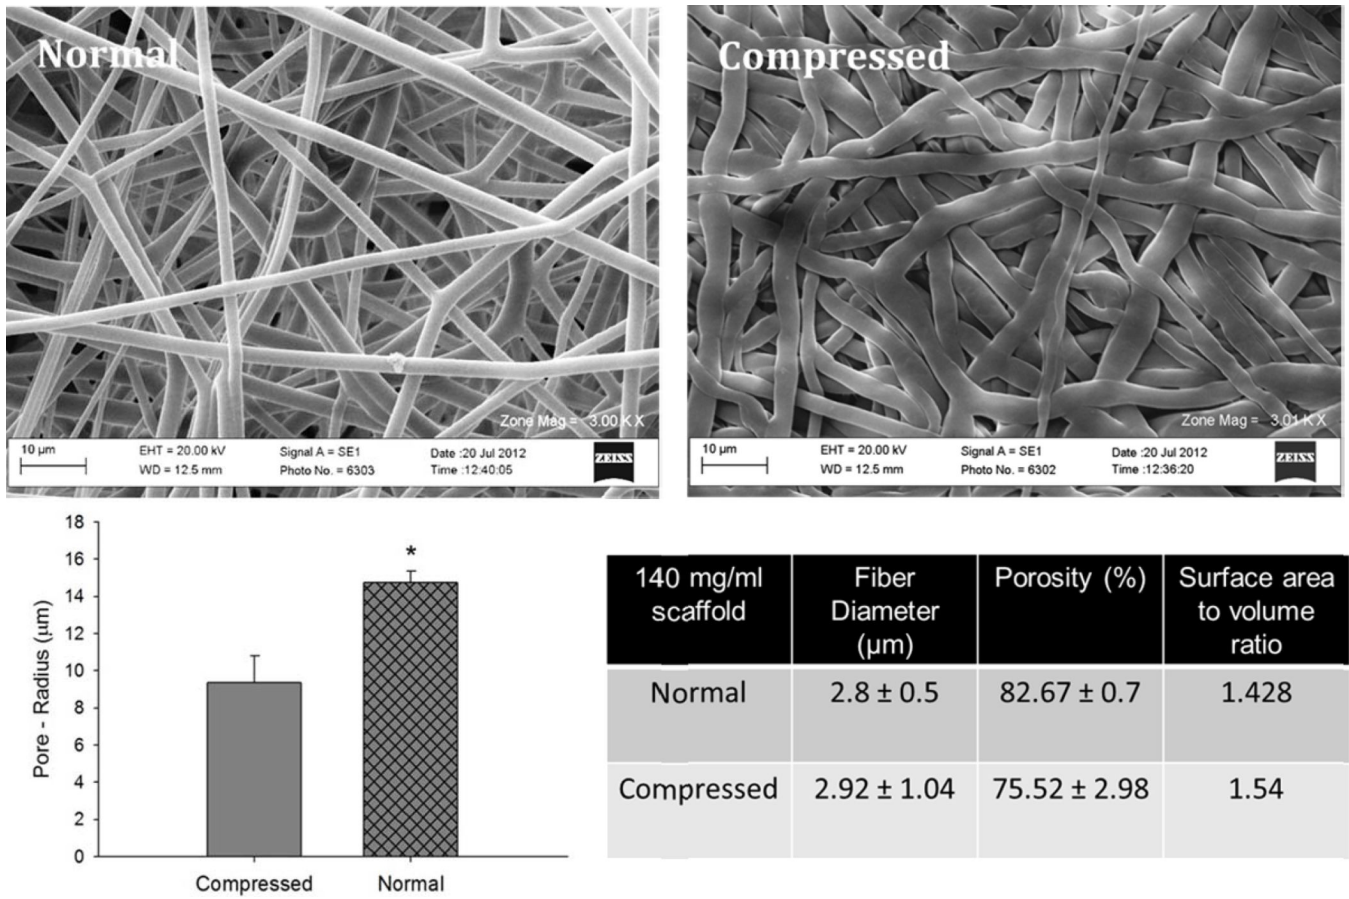 Normal
Zone Mag = 3.00 K X
10 µm
EHT = 20.00 kV
WD = 12.5 mm
Signal A = SE1
Photo No. = 6303
Date :20 Jul 2012
Time :12:40:05
ZEISS
Compressed
Zone Mag = 3.01 K X
10 µm
EHT = 20.00 kV
WD = 12.5 mm
Signal A = SE1
Photo No. = 6302
Date :20 Jul 2012
Time :12:36:20
ZEISS
Pore - Radius (µm)
18
16
14
12
10
8
6
4
2
0
*
Compressed
Normal
140 mg/ml
scaffold
Fiber
Diameter
(µm)
Porosity (%)
Surface area
to volume
ratio
Normal
2.8 ± 0.5
82.67 ± 0.7
1.428
Compressed
2.92 ± 1.04
75.52 ± 2.98
1.54